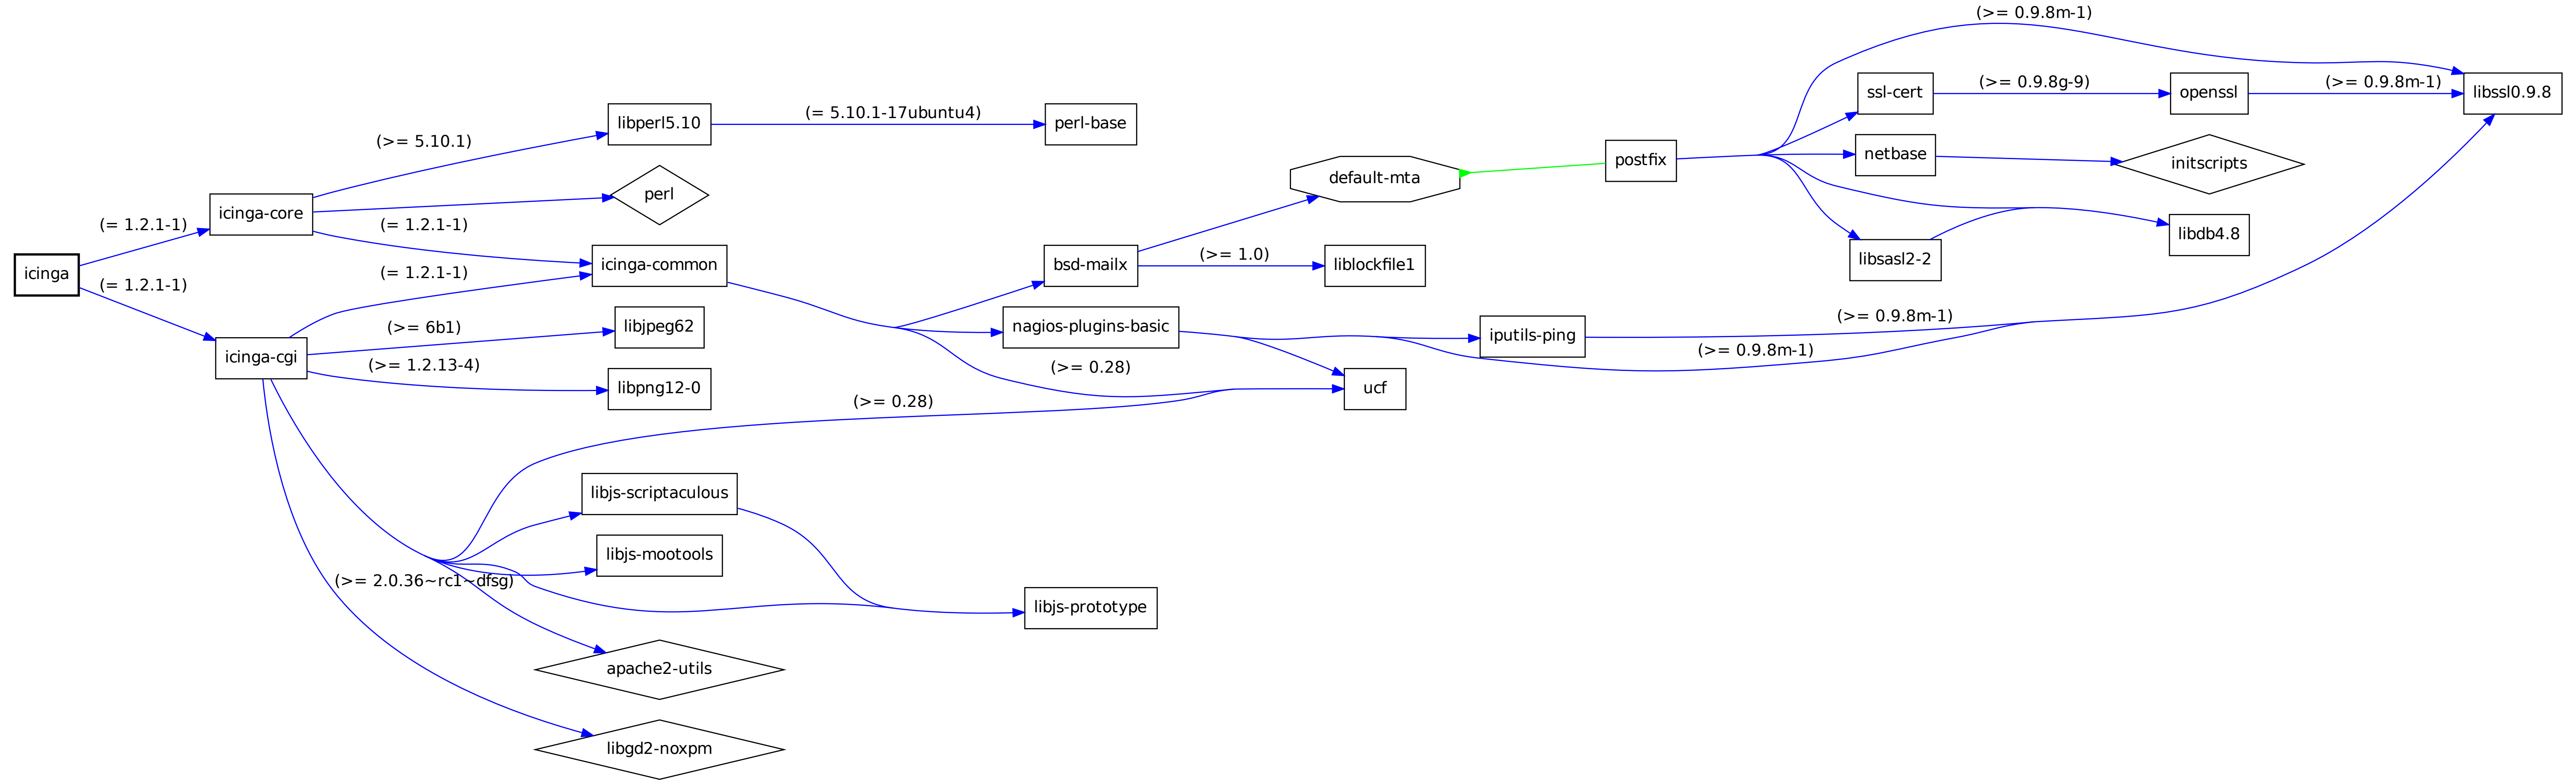 (>= 0.9.8m-1)
ssl-cert
(>= 0.9.8g-9)
openssl
(>= 0.9.8m-1)
libssl0.9.8
libperl5.10
(= 5.10.1-17ubuntu4)
perl-base
(>= 5.10.1)
postfix
netbase
initscripts
default-mta
perl
icinga-core
(= 1.2.1-1)
(= 1.2.1-1)
libdb4.8
icinga
icinga-common
bsd-mailx
(>= 1.0)
liblockfile1
libsasl2-2
(= 1.2.1-1)
(= 1.2.1-1)
(>= 6b1)
libjpeg62
nagios-plugins-basic
iputils-ping
(>= 0.9.8m-1)
(>= 0.9.8m-1)
icinga-cgi
(>= 1.2.13-4)
(>= 0.28)
libpng12-0
ucf
(>= 0.28)
libjs-scriptaculous
libjs-mootools
(>= 2.0.36~rc1~dfsg)
libjs-prototype
apache2-utils
libgd2-noxpm